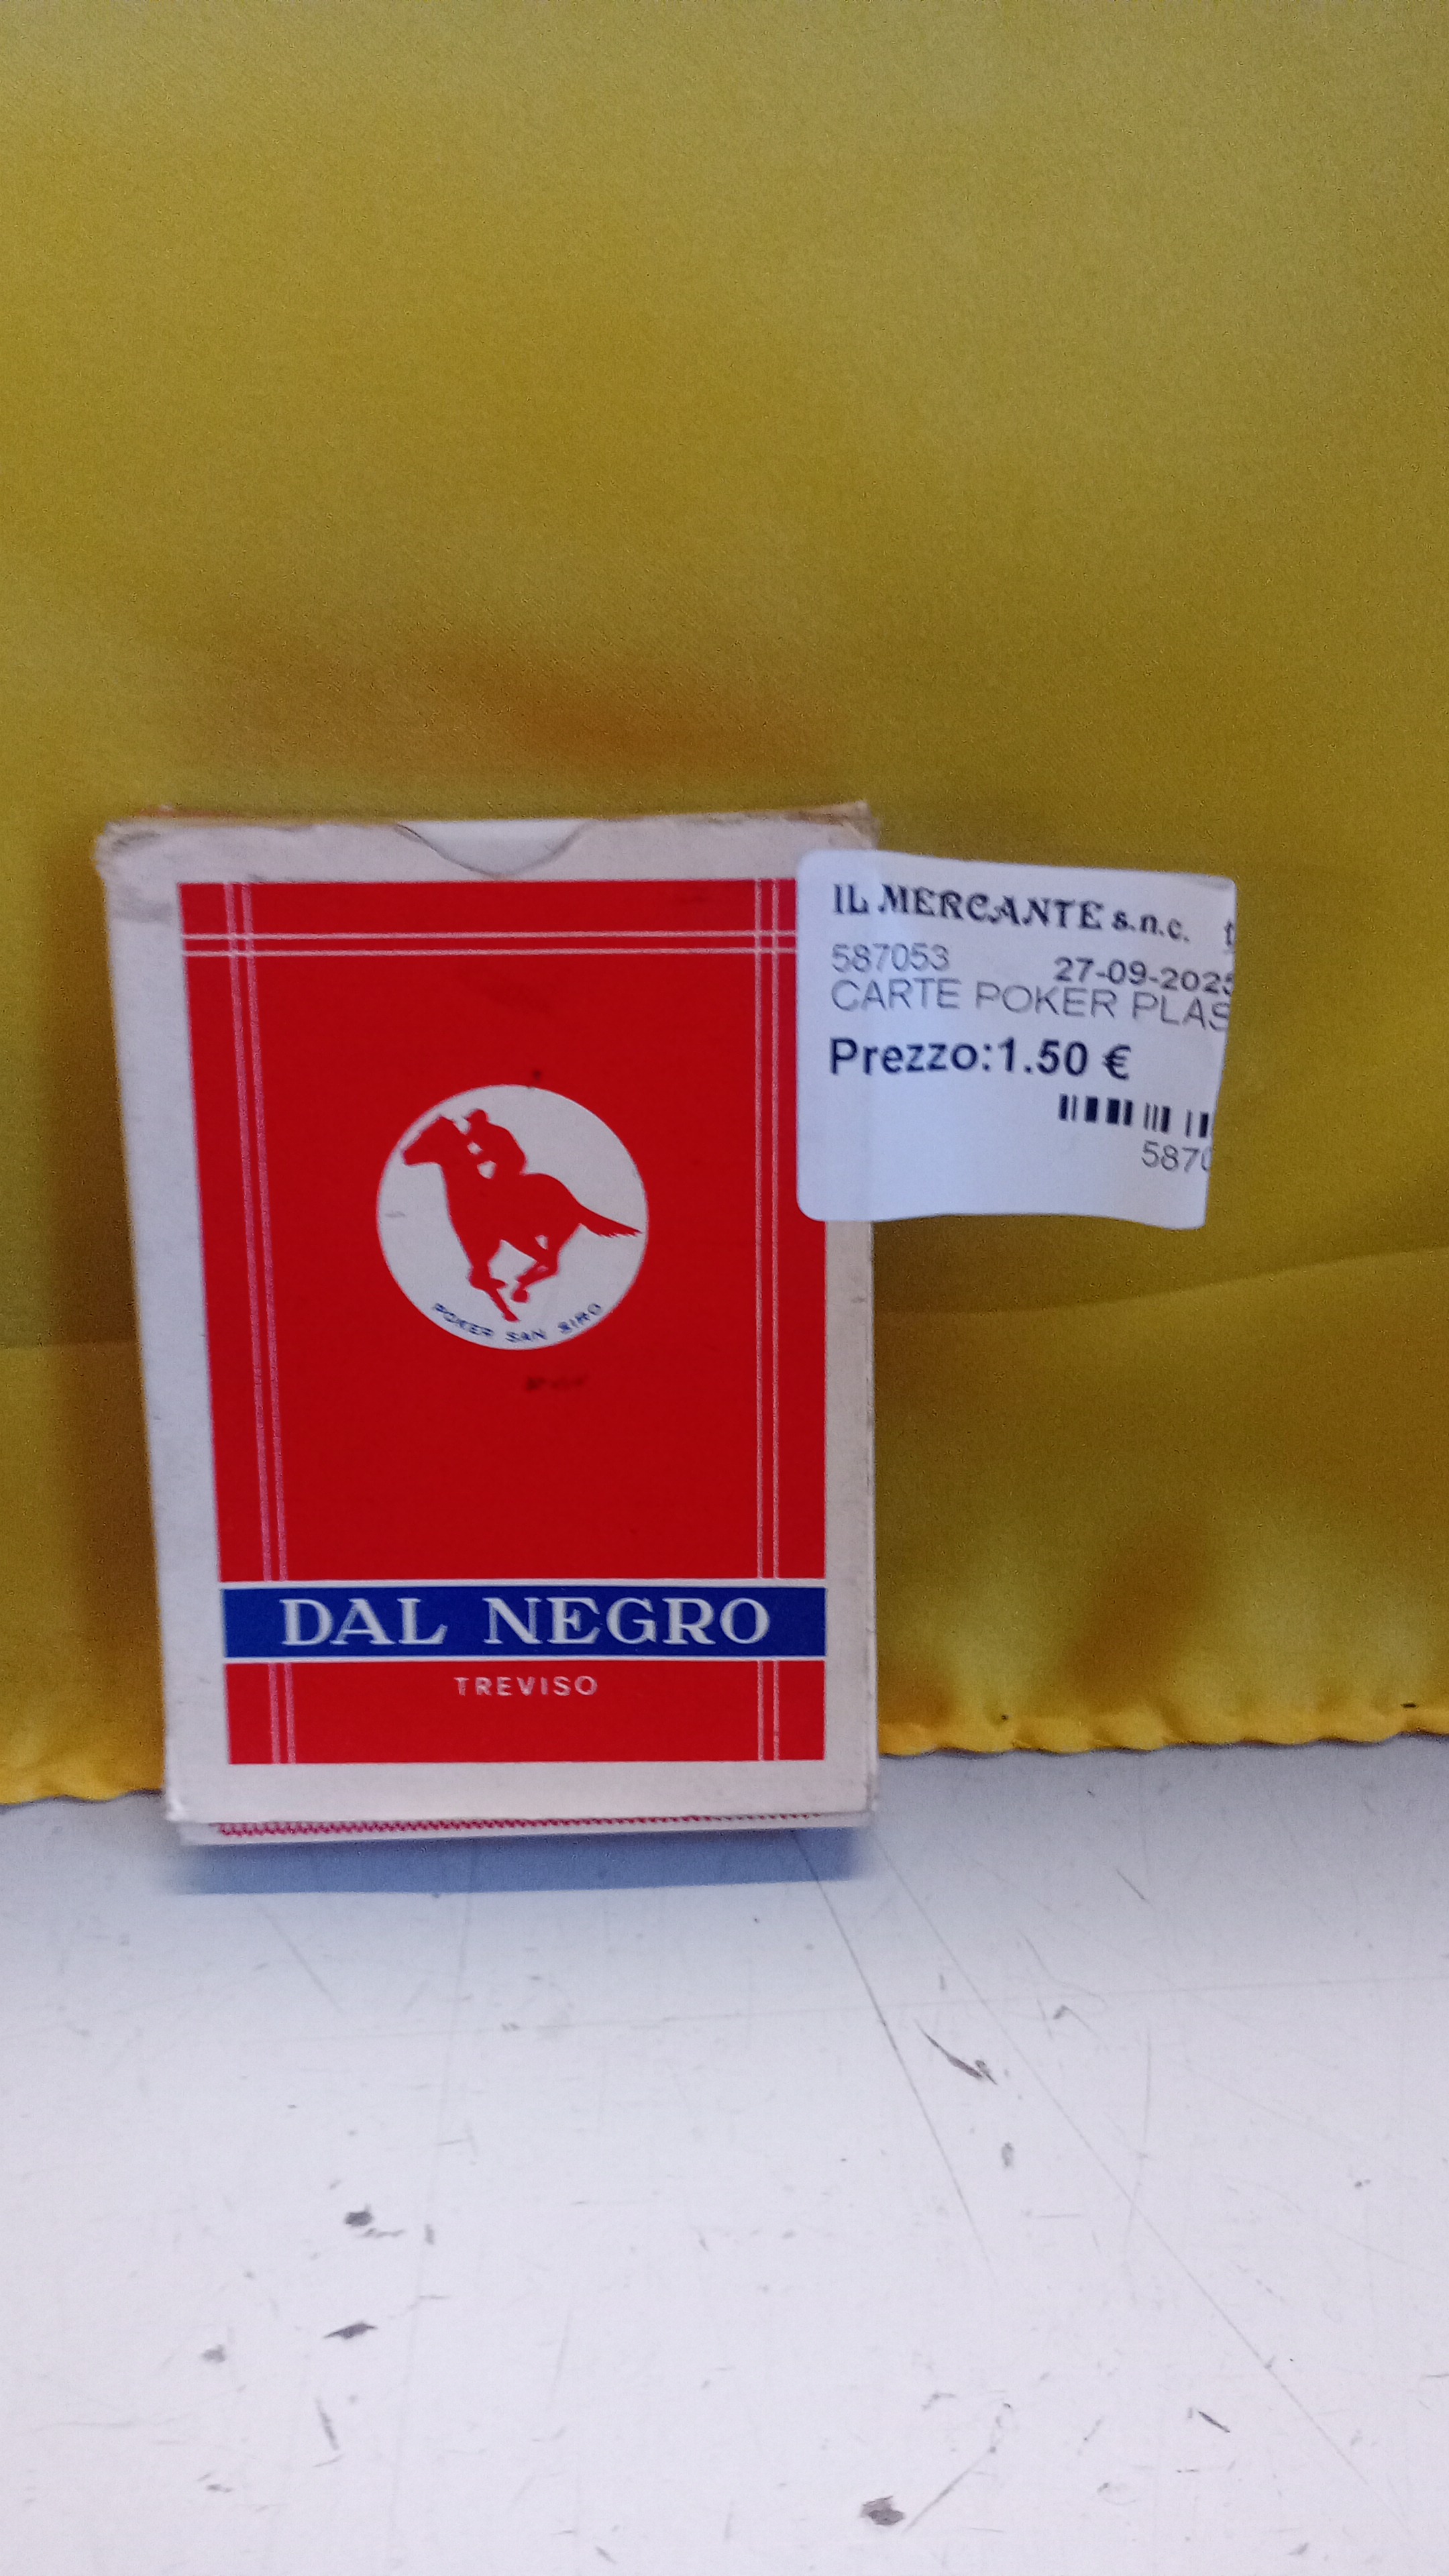 IL MERCANTE s.n.c.
587053 27-09-2025
CARTE POKER PLAS
Prezzo:1.50 €
5870
POKER SAN SIRO
DAL NEGRO
TREVISO